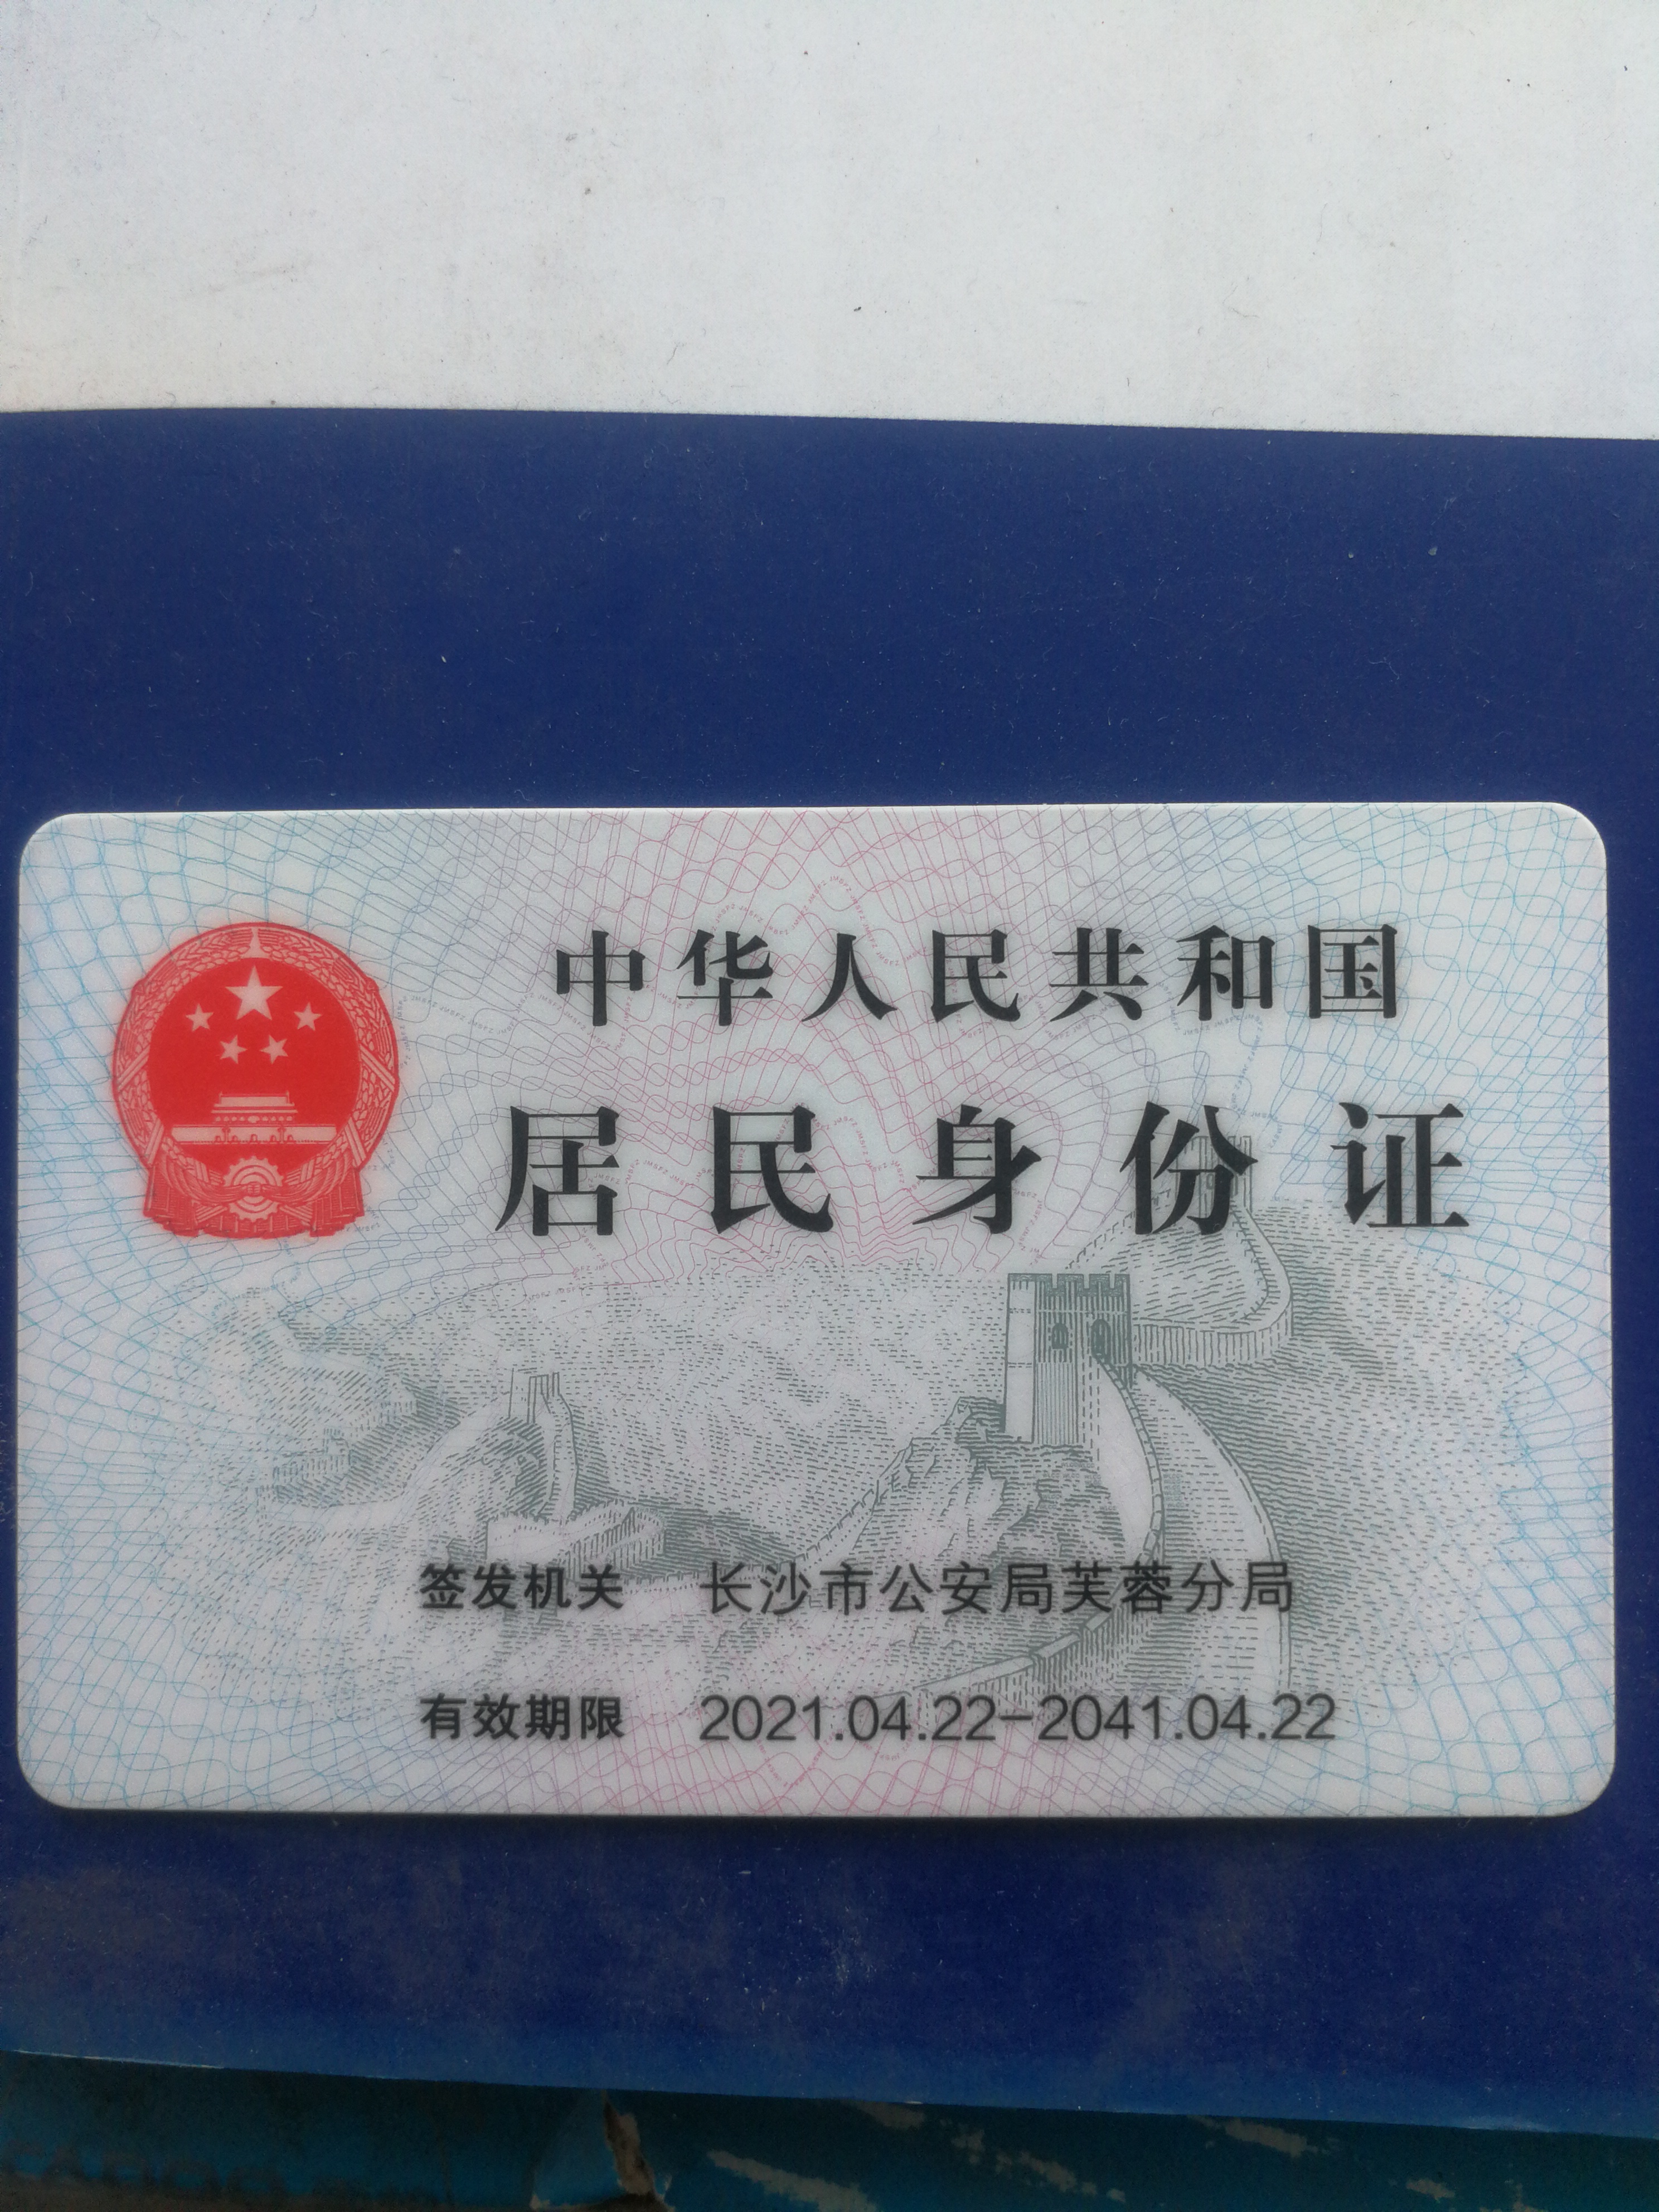 中华人民共和国
居民身份证
签发机关 长沙市公安局芙蓉分局
有效期限 2021.04.22-2041.04.22